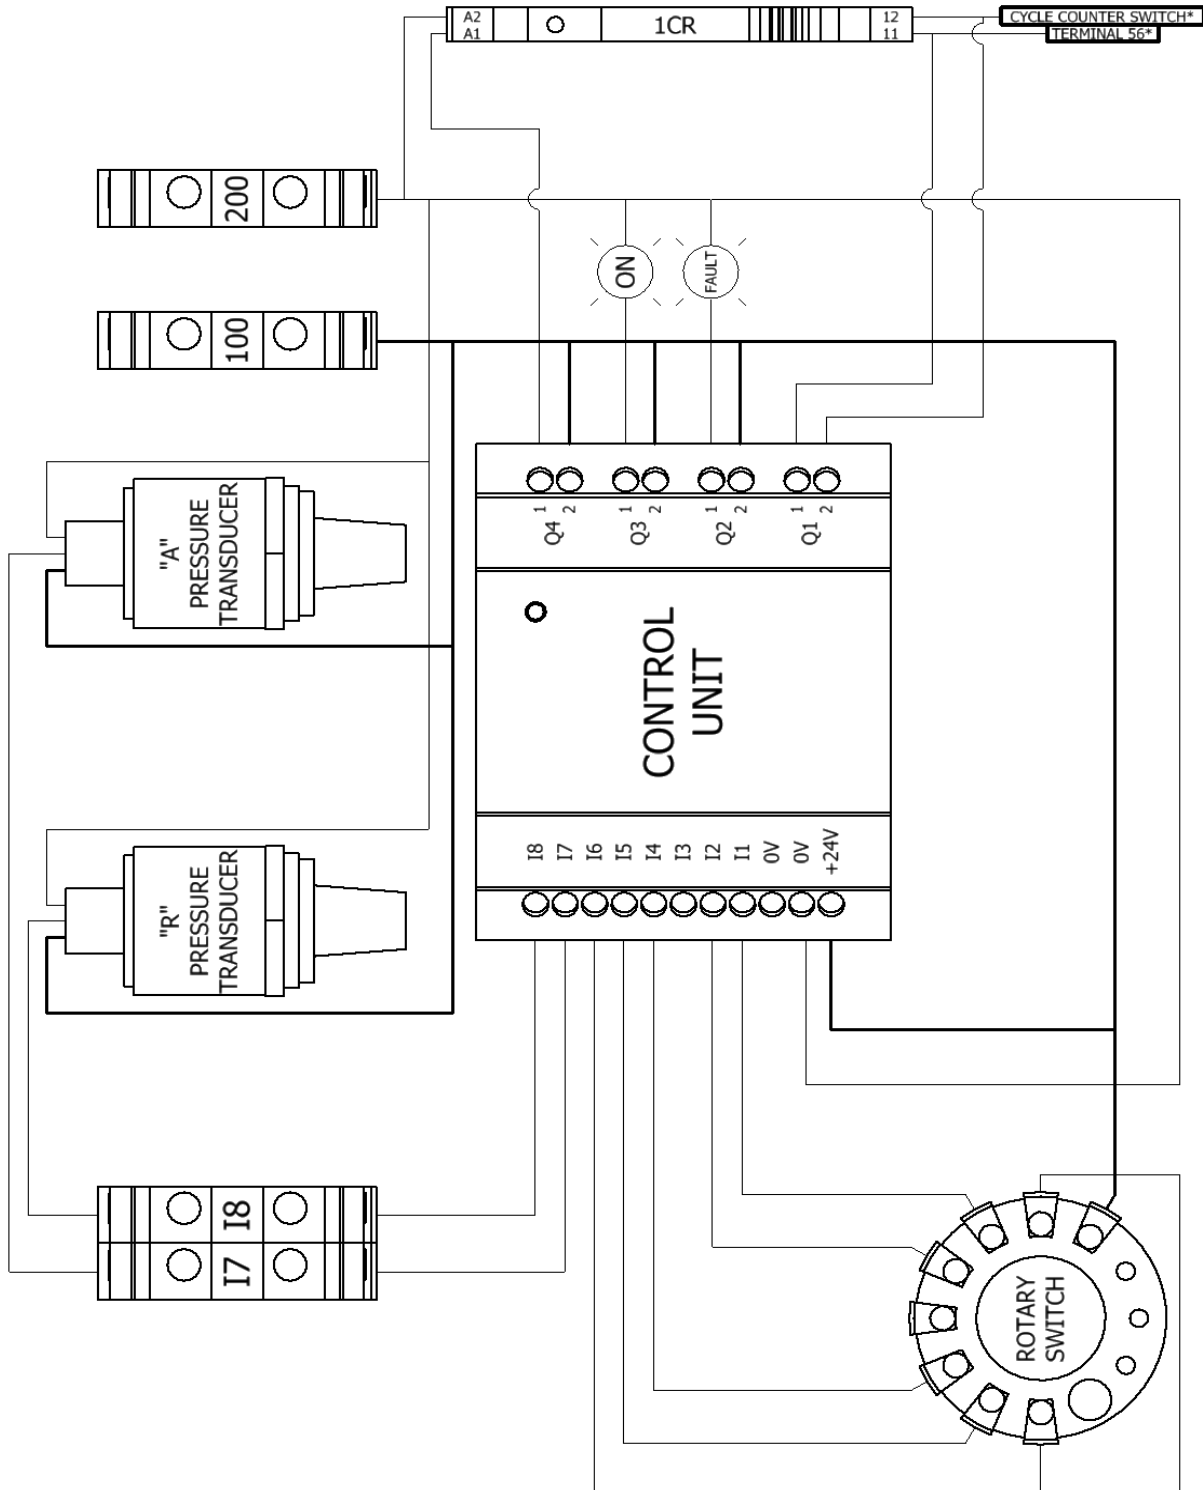 A2
A1
1CR
12
11
CYCLE COUNTER SWITCH*
TERMINAL 56*
200
ON
FAULT
100
"A"
PRESSURE
TRANSDUCER
1
2
Q4
1
2
Q3
1
2
Q2
1
2
Q1
CONTROL
UNIT
I8
I7
I6
I5
I4
I3
I2
I1
0V
0V
+24V
"R"
PRESSURE
TRANSDUCER
I8
I7
ROTARY
SWITCH